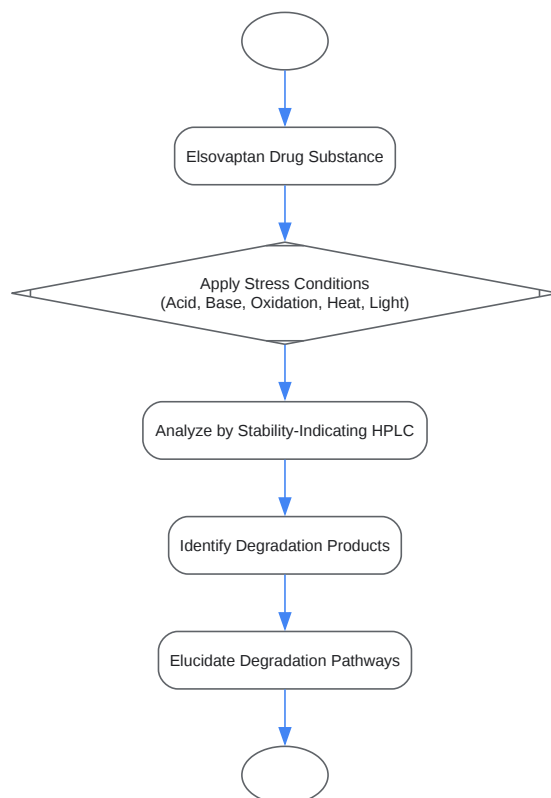 Elsovaptan Drug Substance
Apply Stress Conditions
(Acid, Base, Oxidation, Heat, Light)
Analyze by Stability-Indicating HPLC
Identify Degradation Products
Elucidate Degradation Pathways